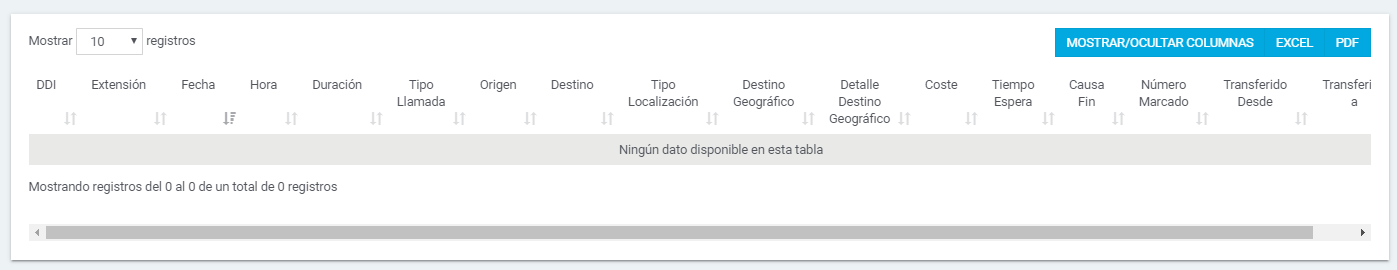 Mostrar 10 registros
MOSTRAR/OCULTAR COLUMNAS EXCEL PDF
DDI Extensión Fecha Hora Duración Tipo Llamada Origen Destino Tipo Localización Destino Geográfico Detalle Destino Geográfico Coste Tiempo Espera Causa Fin Número Marcado Transferido Desde Transferi a
Ningún dato disponible en esta tabla
Mostrando registros del 0 al 0 de un total de 0 registros